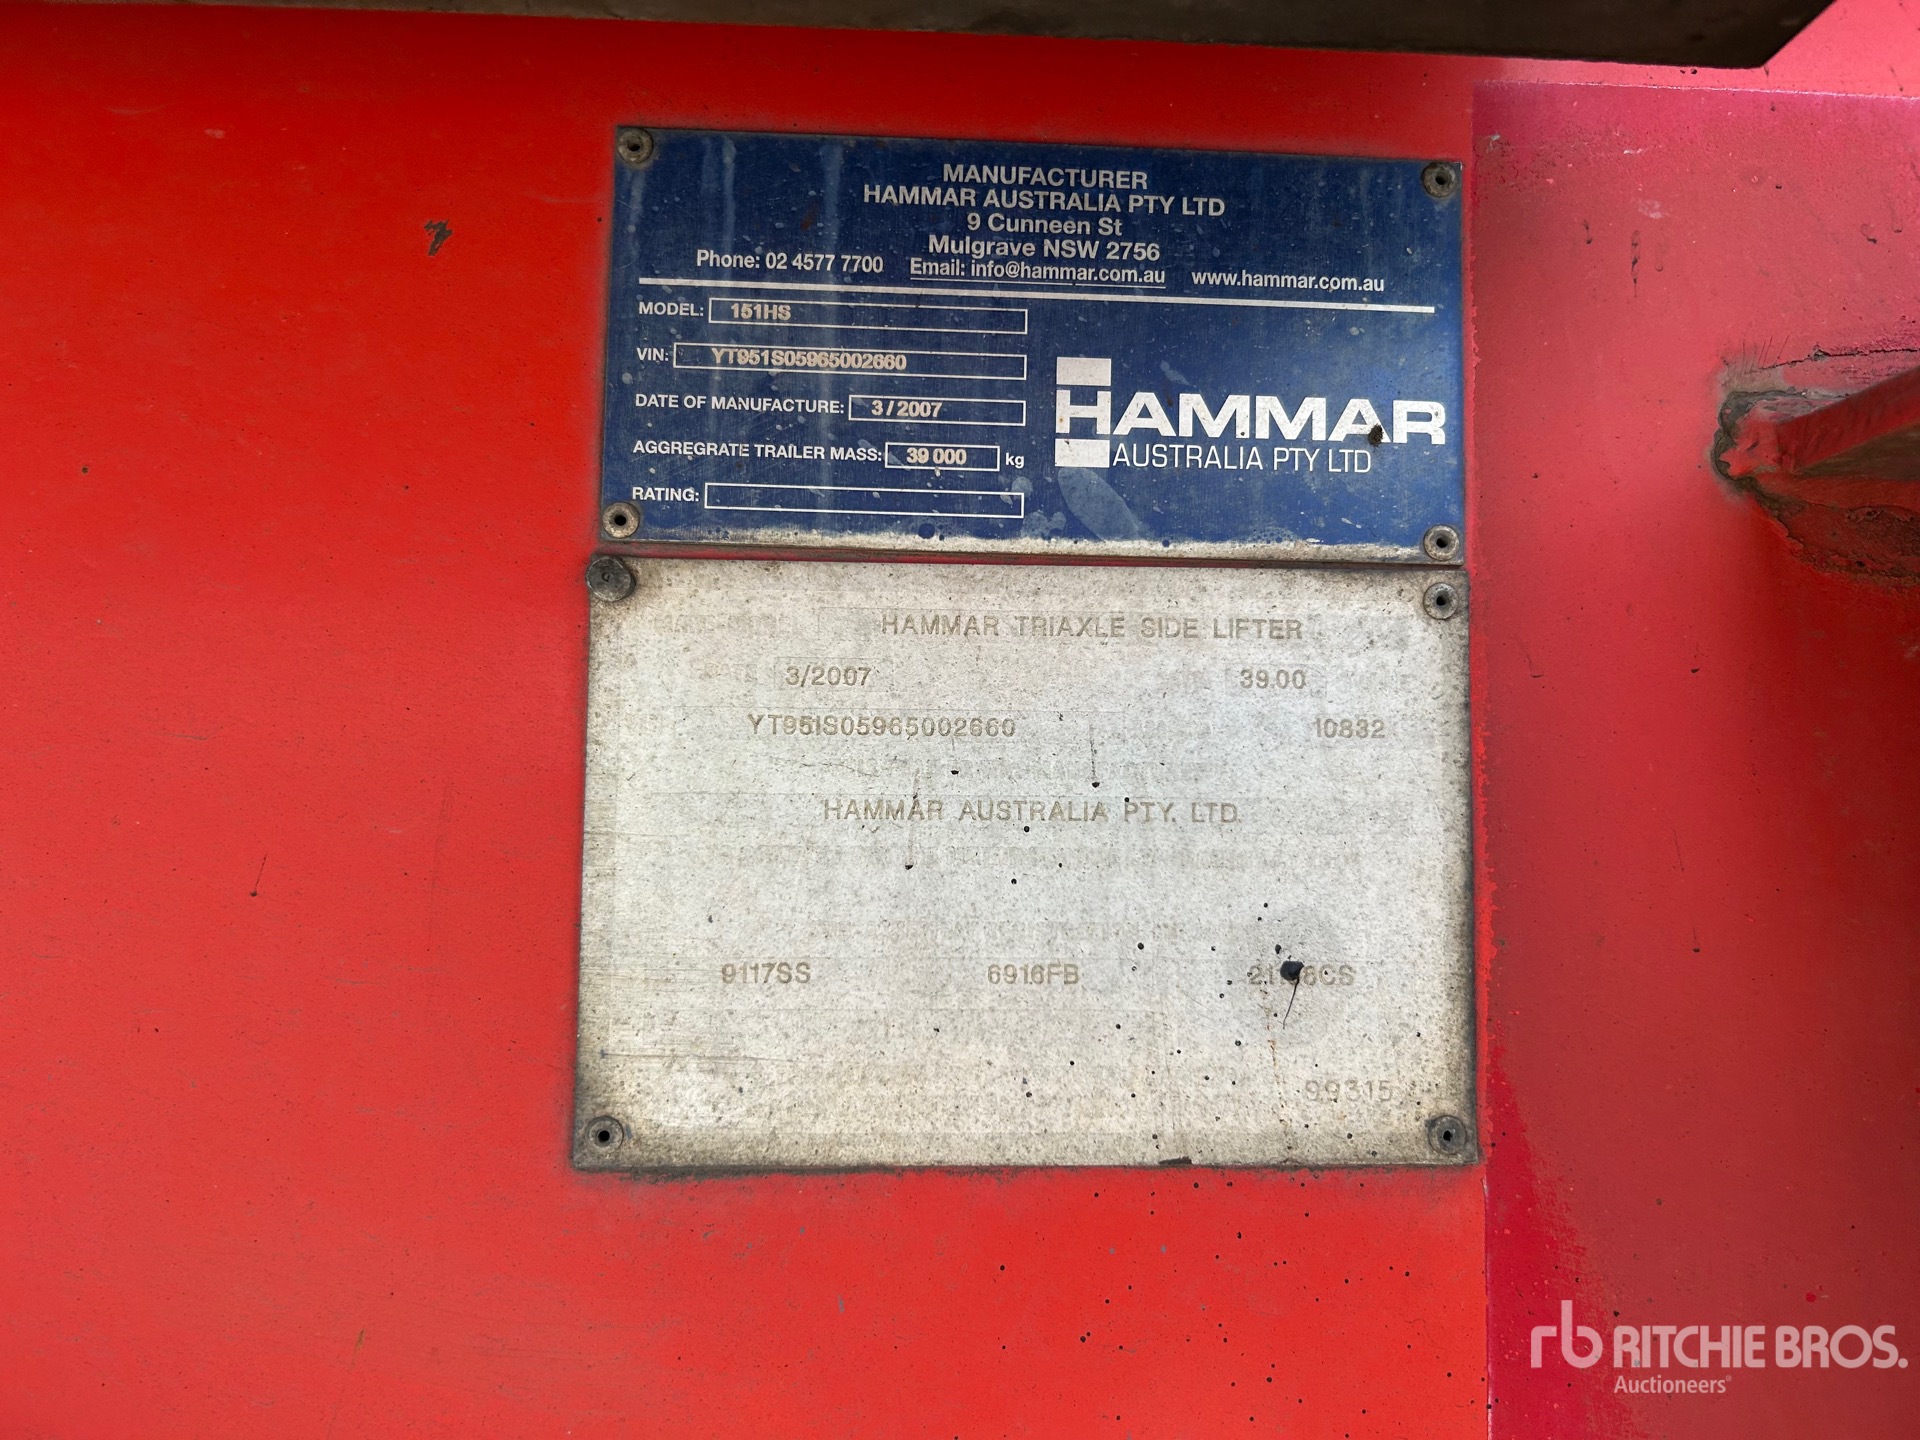 MANUFACTURER
HAMMAR AUSTRALIA PTY LTD
9 Cunneen St
Mulgrave NSW 2756
Phone: 02 4577 7700 Email: info@hammar.com.au www.hammar.com.au
MODEL: 151HS
VIN: YT951S05965002660
DATE OF MANUFACTURE: 3/2007
AGGREGRATE TRAILER MASS: 39 000 kg
RATING:
HAMMAR
AUSTRALIA PTY LTD
HAMMAR TRIAXLE SIDE LIFTER
3/2007 39.00
YT951S05965002660 10832
HAMMAR AUSTRALIA PTY. LTD.
9117SS 6916FB
99315
rb RITCHIE BROS.
Auctioneers